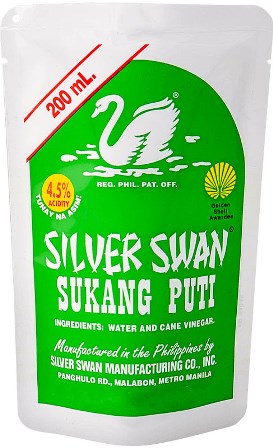 200 mL.
REG. PHIL. PAT. OFF.
4.5%
ACIDITY
TUNAY NA ASIM!
Golden
Shell
Awardee
SILVER SWAN®
SUKANG PUTI
INGREDIENTS: WATER AND CANE VINEGAR.
Manufactured in the Philippines by
SILVER SWAN MANUFACTURING CO., INC.
PANGHULO RD., MALABON, METRO MANILA